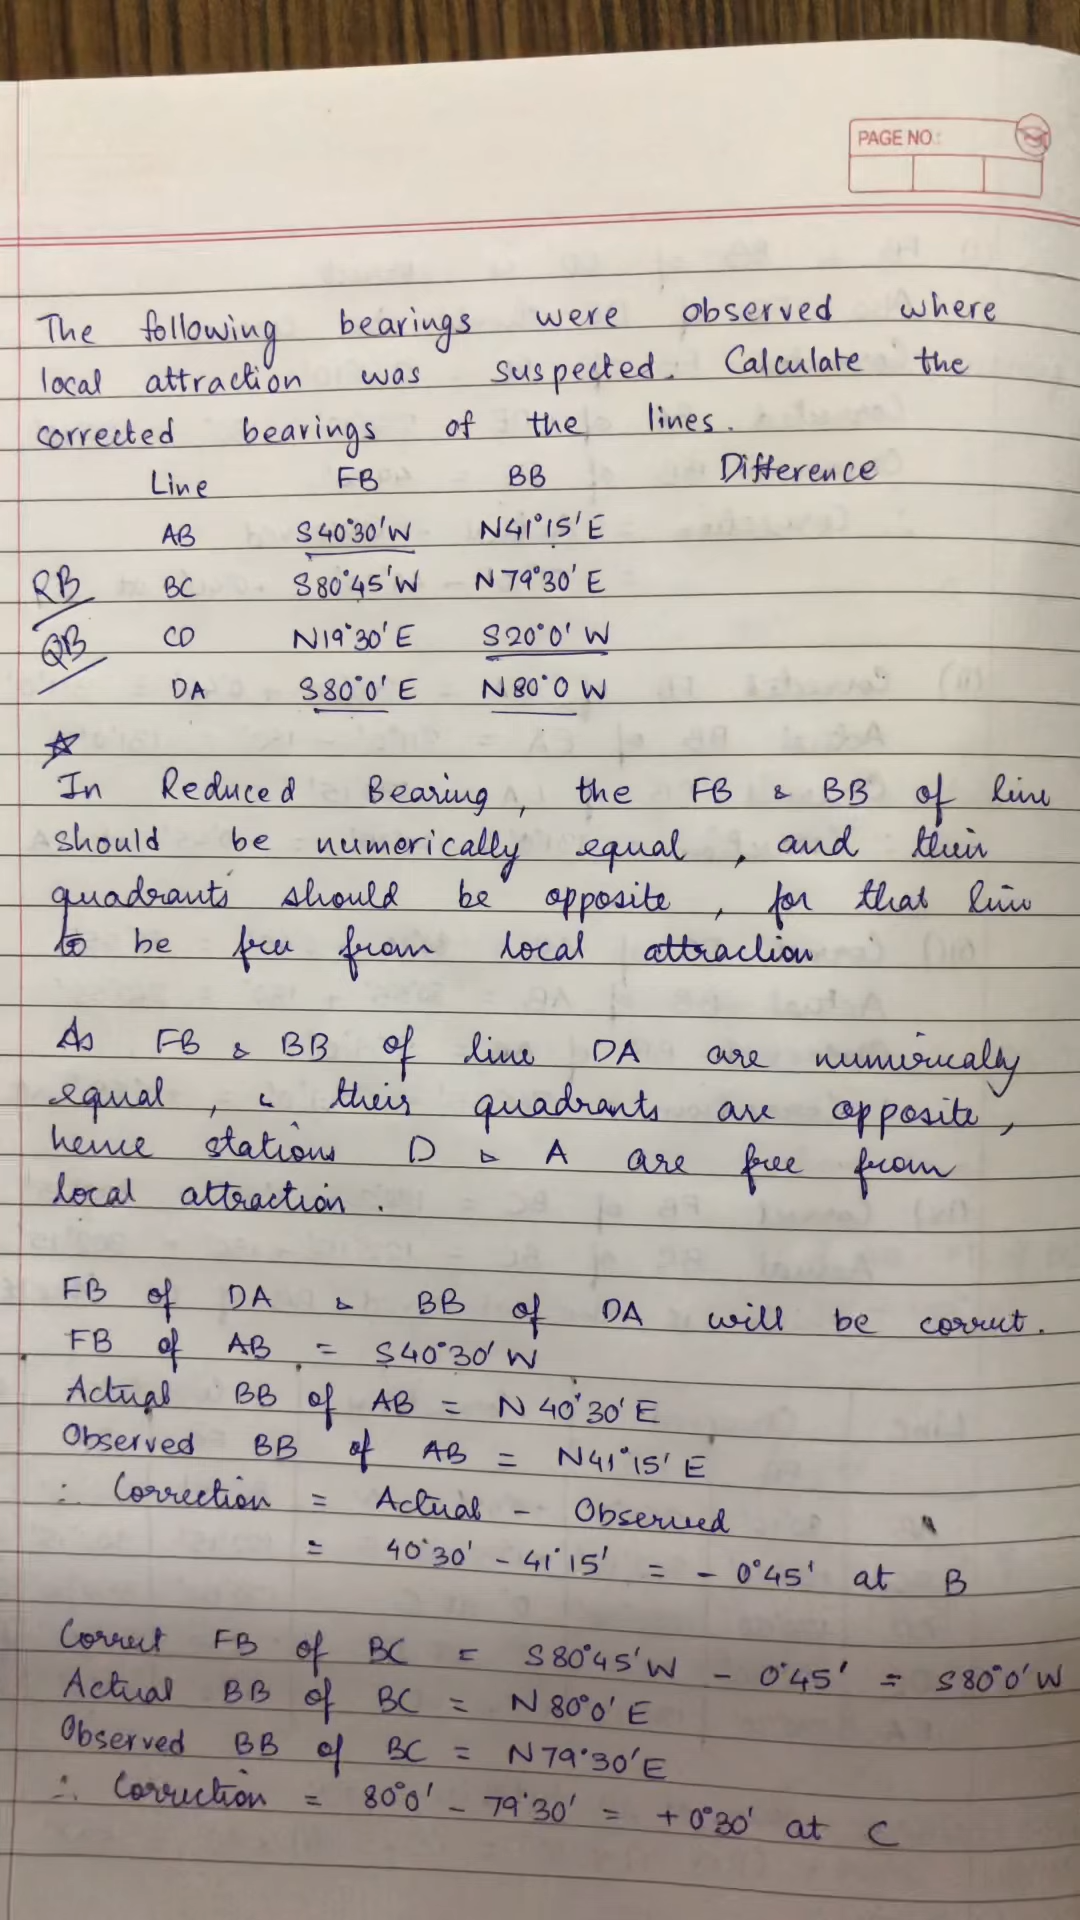 PAGE NO.:
The following bearings were observed where
local attraction was suspected. Calculate the
corrected bearings of the lines.
Line FB BB Difference
AB S40°30'W N41°15'E
RB BC S80°45'W N79°30'E
QB CD N19°30'E S20°0'W
DA S80°0'E N80°0W
In Reduced Bearing, the FB & BB of line
should be numerically equal, and their
quadrants should be opposite, for that line
to be free from local attraction
As FB & BB of line DA are numerically
equal, & their quadrants are opposite,
hence stations D & A are free from
local attraction.
FB of DA & BB of DA will be correct.
FB of AB = S40°30'W
Actual BB of AB = N40°30'E
Observed BB of AB = N41°15'E
∴ Correction = Actual - Observed
= 40°30' - 41°15' = - 0°45' at B
Correct FB of BC = S80°45'W - 0°45' = S80°0'W
Actual BB of BC = N80°0'E
Observed BB of BC = N79°30'E
∴ Correction = 80°0' - 79°30' = +0°30' at C